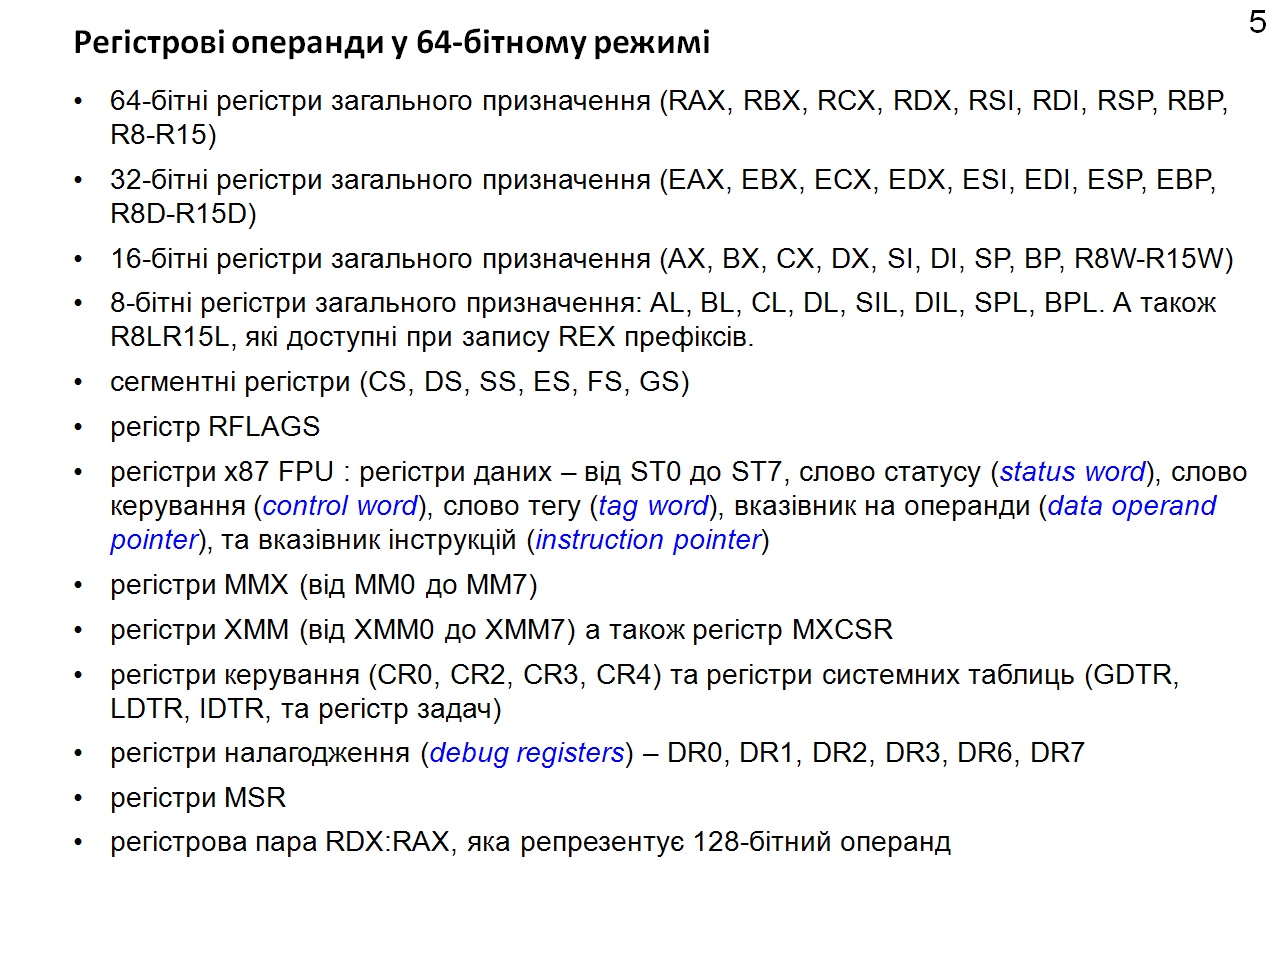 5
Регістрові операнди у 64-бітному режимі
• 64-бітні регістри загального призначення (RAX, RBX, RCX, RDX, RSI, RDI, RSP, RBP,
R8-R15)
• 32-бітні регістри загального призначення (EAX, EBX, ECX, EDX, ESI, EDI, ESP, EBP,
R8D-R15D)
• 16-бітні регістри загального призначення (AX, BX, CX, DX, SI, DI, SP, BP, R8W-R15W)
• 8-бітні регістри загального призначення: AL, BL, CL, DL, SIL, DIL, SPL, BPL. А також
R8LR15L, які доступні при запису REX префіксів.
• сегментні регістри (CS, DS, SS, ES, FS, GS)
• регістр RFLAGS
• регістри x87 FPU : регістри даних – від ST0 до ST7, слово статусу (status word), слово
керування (control word), слово тегу (tag word), вказівник на операнди (data operand
pointer), та вказівник інструкцій (instruction pointer)
• регістри MMX (від MM0 до MM7)
• регістри XMM (від XMM0 до XMM7) а також регістр MXCSR
• регістри керування (CR0, CR2, CR3, CR4) та регістри системних таблиць (GDTR,
LDTR, IDTR, та регістр задач)
• регістри налагодження (debug registers) – DR0, DR1, DR2, DR3, DR6, DR7
• регістри MSR
• регістрова пара RDX:RAX, яка репрезентує 128-бітний операнд